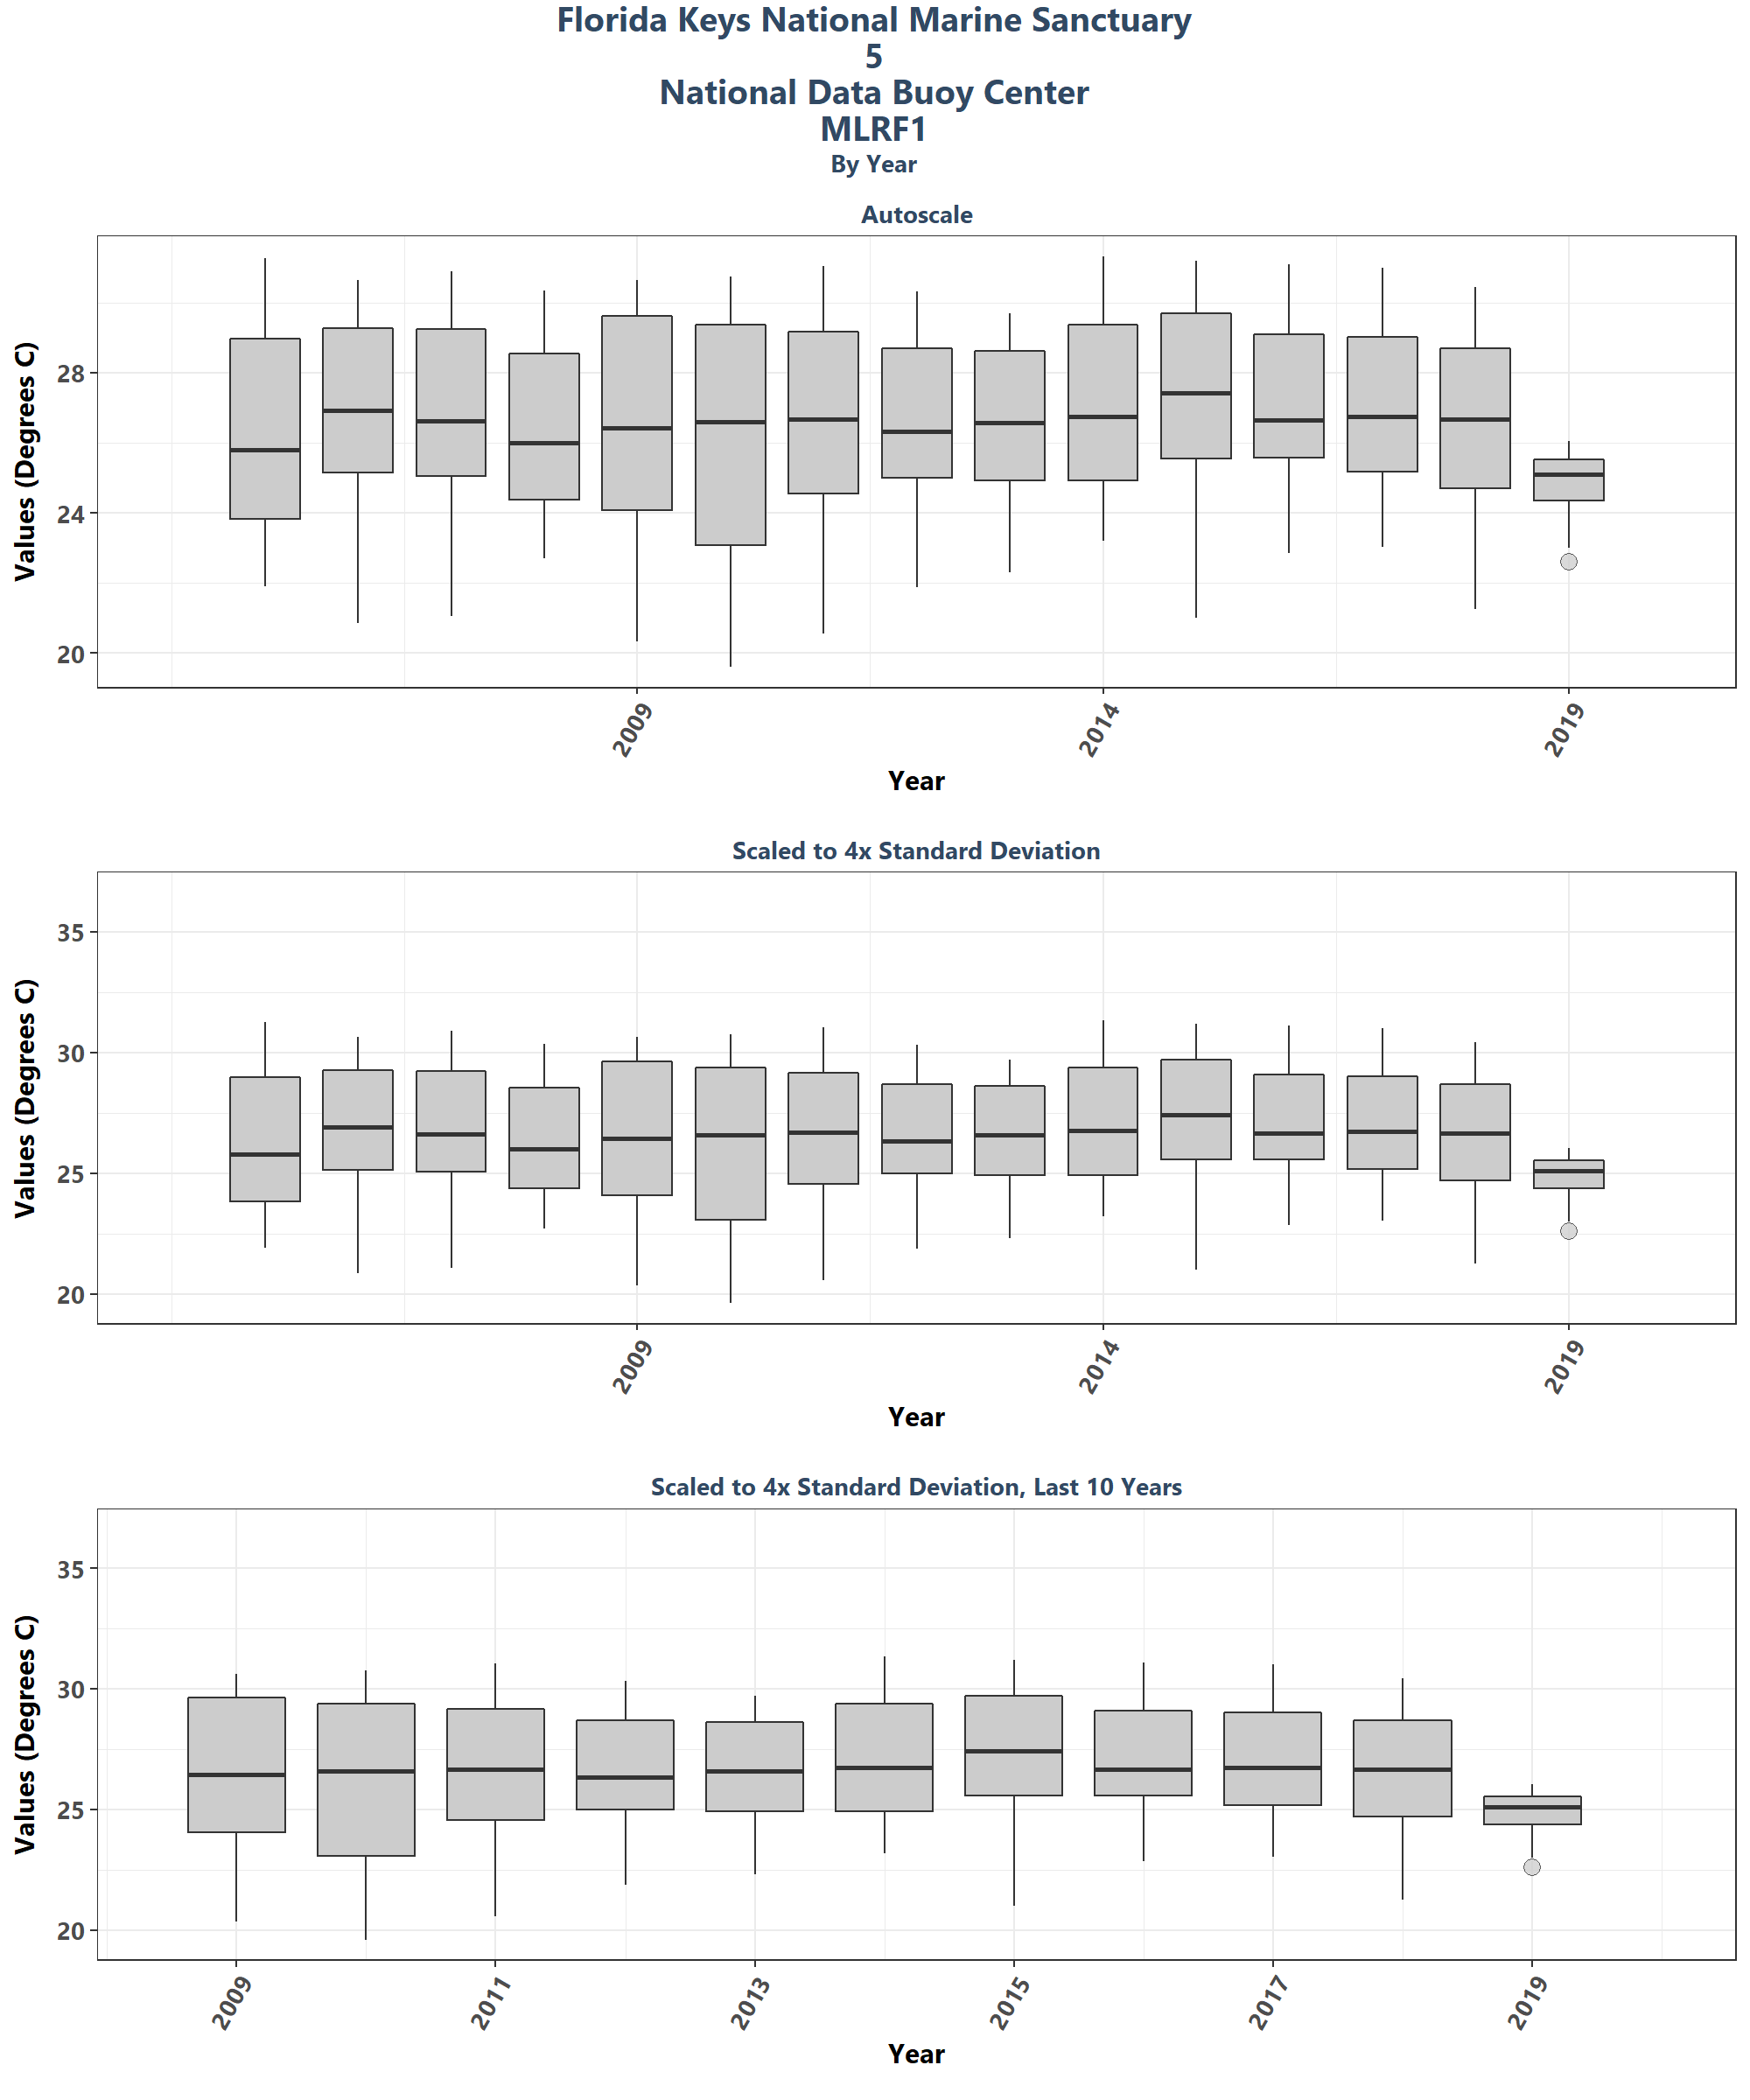 Florida Keys National Marine Sanctuary
5
National Data Buoy Center
MLRF1
By Year
Autoscale
Values (Degrees C)
28
24
20
2009
2014
2019
Year
Scaled to 4x Standard Deviation
Values (Degrees C)
35
30
25
20
2009
2014
2019
Year
Scaled to 4x Standard Deviation, Last 10 Years
Values (Degrees C)
35
30
25
20
2009
2011
2013
2015
2017
2019
Year